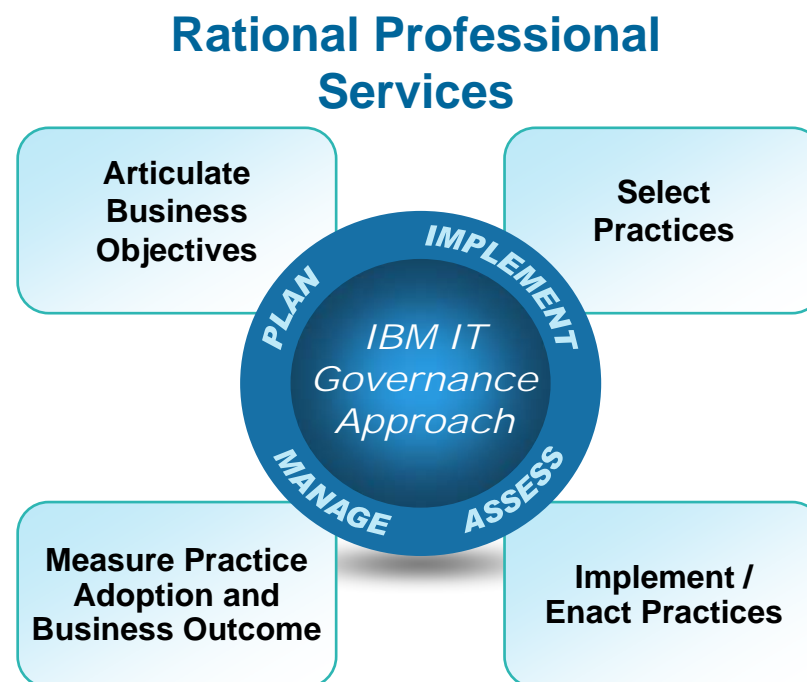 Rational Professional
Services
Articulate
Business
Objectives
Select
Practices
PLAN
IMPLEMENT
IBM IT
Governance
Approach
MANAGE
ASSESS
Measure Practice
Adoption and
Business Outcome
Implement /
Enact Practices